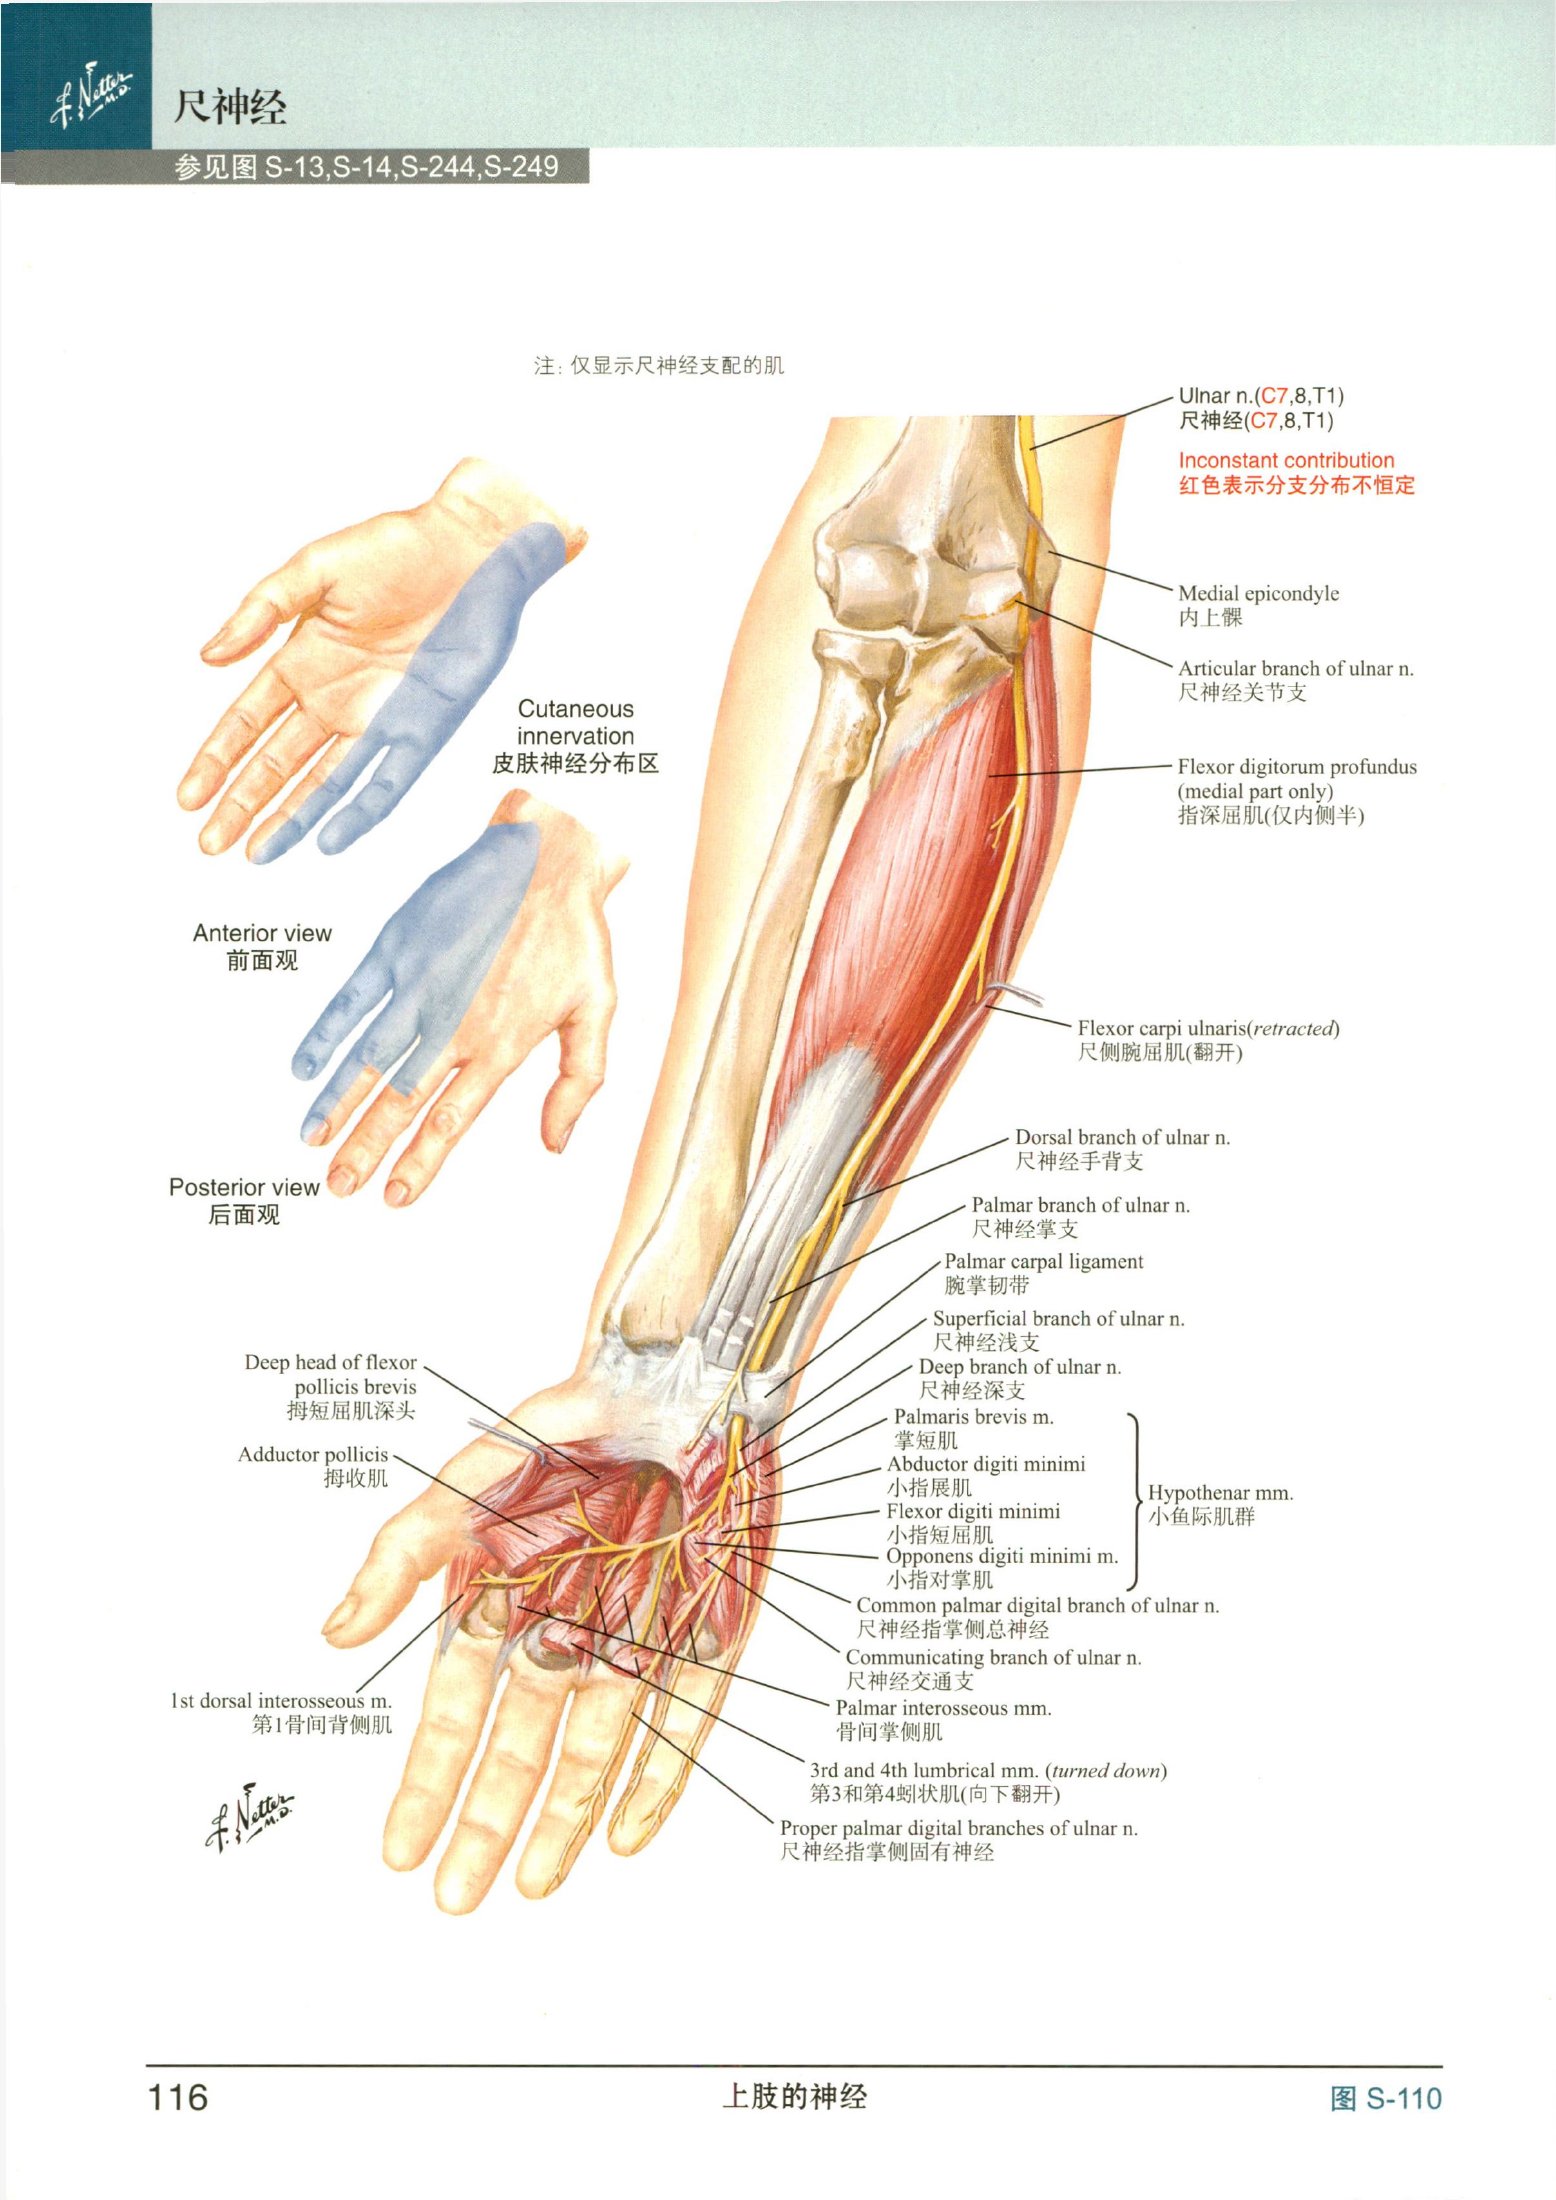 F. Netter M.D.
尺神经
参见图 S-13,S-14,S-244,S-249
注: 仅显示尺神经支配的肌
Ulnar n.(C7,8,T1)
尺神经(C7,8,T1)
Inconstant contribution
红色表示分支分布不恒定
Medial epicondyle
内上髁
Articular branch of ulnar n.
尺神经关节支
Cutaneous
innervation
皮肤神经分布区
Flexor digitorum profundus
(medial part only)
指深屈肌(仅内侧半)
Anterior view
前面观
Flexor carpi ulnaris(retracted)
尺侧腕屈肌(翻开)
Dorsal branch of ulnar n.
尺神经手背支
Posterior view
后面观
Palmar branch of ulnar n.
尺神经掌支
Palmar carpal ligament
腕掌韧带
Superficial branch of ulnar n.
尺神经浅支
Deep branch of ulnar n.
尺神经深支
Deep head of flexor
pollicis brevis
拇短屈肌深头
Adductor pollicis
拇收肌
Palmaris brevis m.
掌短肌
Abductor digiti minimi
小指展肌
Flexor digiti minimi
小指短屈肌
Opponens digiti minimi m.
小指对掌肌
Hypothenar mm.
小鱼际肌群
Common palmar digital branch of ulnar n.
尺神经指掌侧总神经
Communicating branch of ulnar n.
尺神经交通支
1st dorsal interosseous m.
第1骨间背侧肌
Palmar interosseous mm.
骨间掌侧肌
3rd and 4th lumbrical mm. (turned down)
第3和第4蚓状肌(向下翻开)
Proper palmar digital branches of ulnar n.
尺神经指掌侧固有神经
F. Netter M.D.
116
上肢的神经
图 S-110